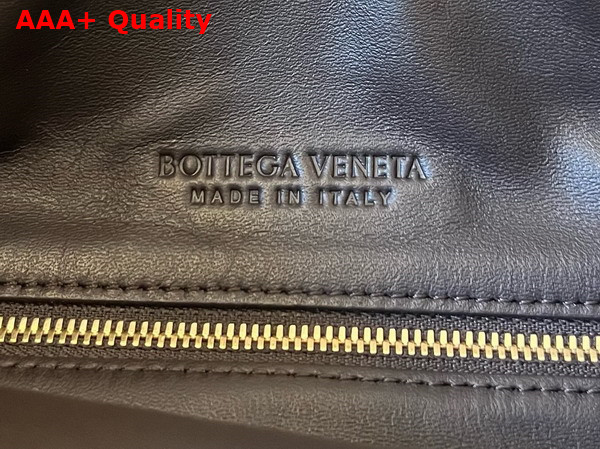 AAA+ Quality
BOTTEGA VENETA
MADE IN ITALY